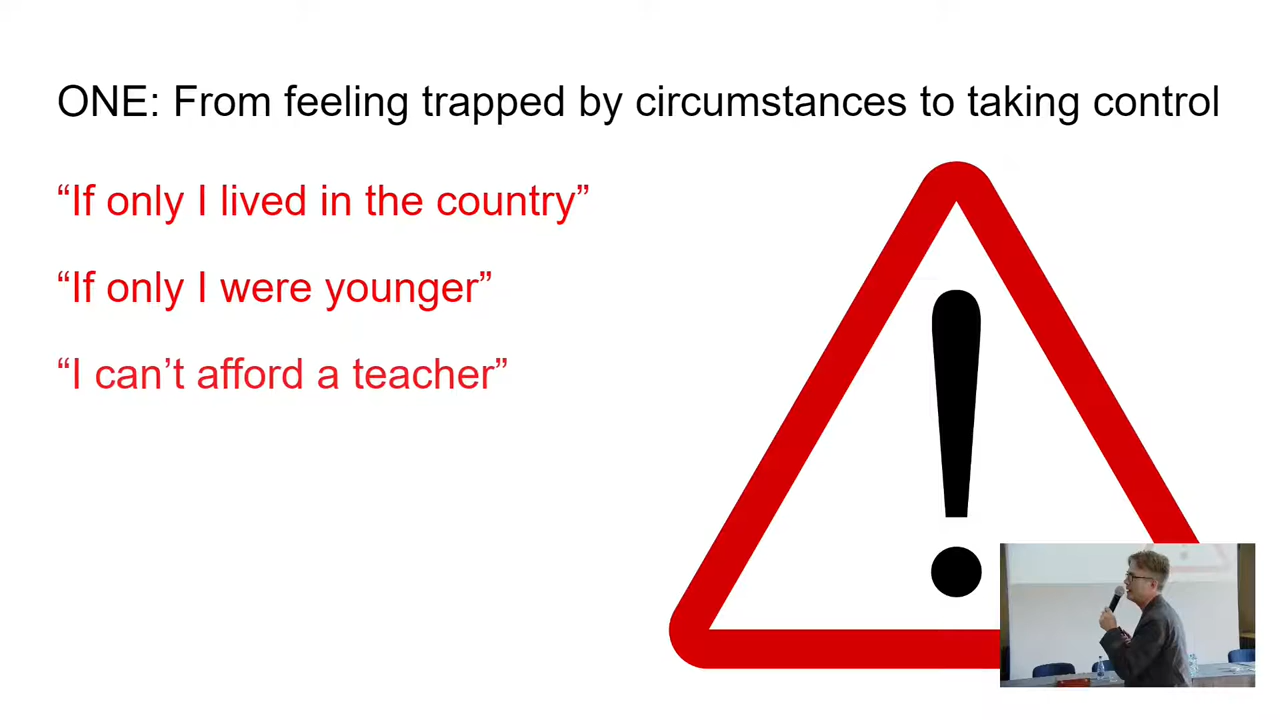 ONE: From feeling trapped by circumstances to taking control
“If only I lived in the country”
“If only I were younger”
“I can’t afford a teacher”